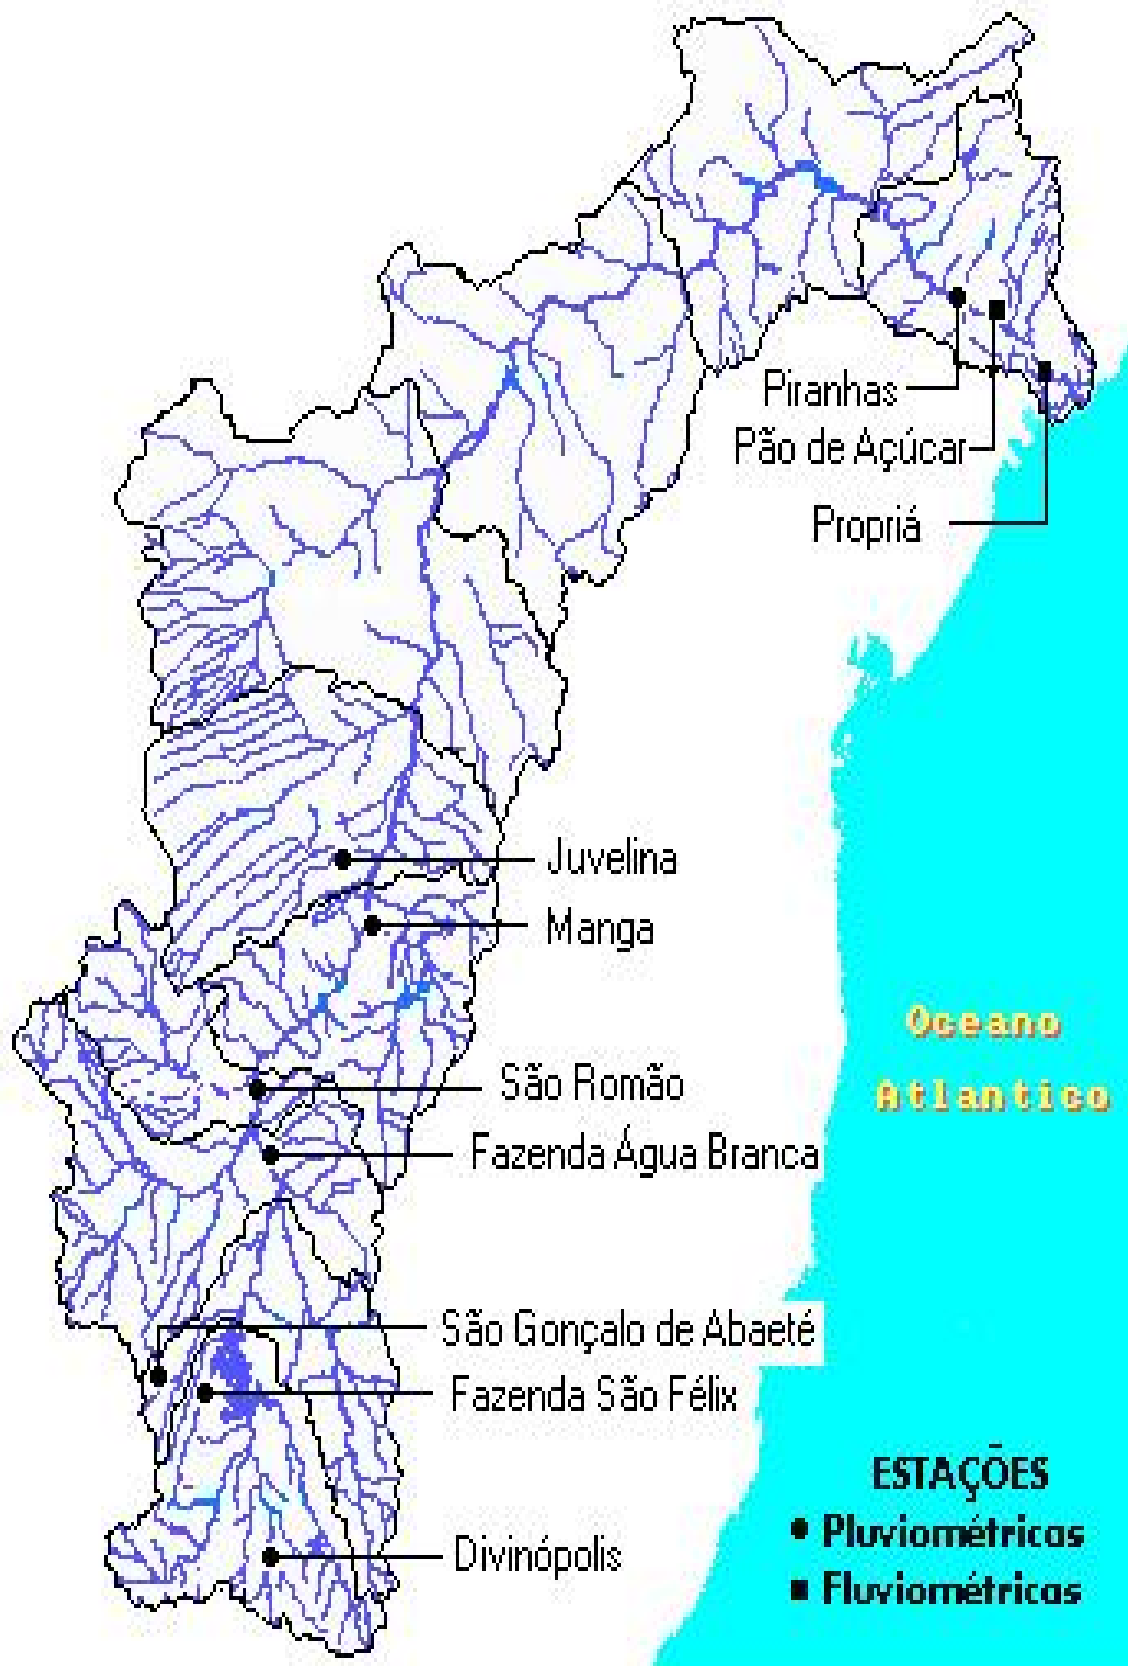 Piranhas
Pão de Açúcar
Propriá
Juvelina
Manga
Oceano
Atlantico
São Romão
Fazenda Água Branca
São Gonçalo de Abaeté
Fazenda São Félix
ESTAÇÕES
Pluviométricas
Fluviométricas
Divinópolis